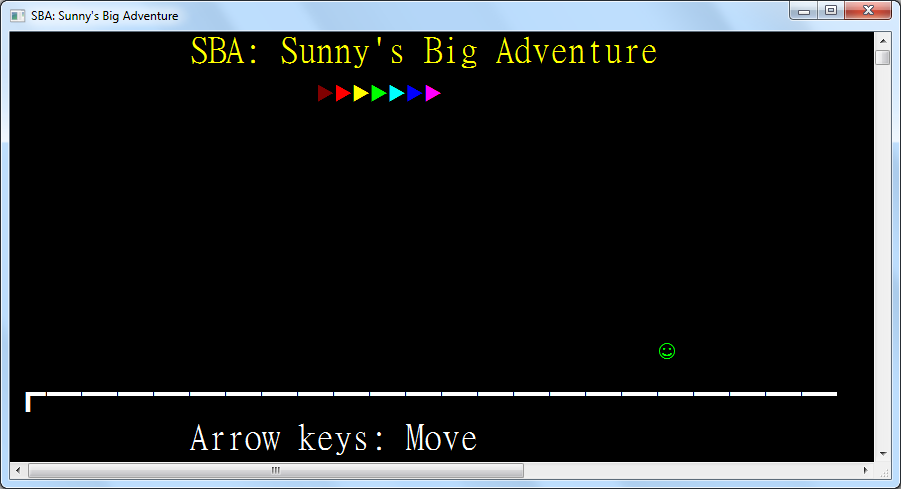 SBA: Sunny's Big Adventure
SBA: Sunny's Big Adventure
Arrow keys: Move